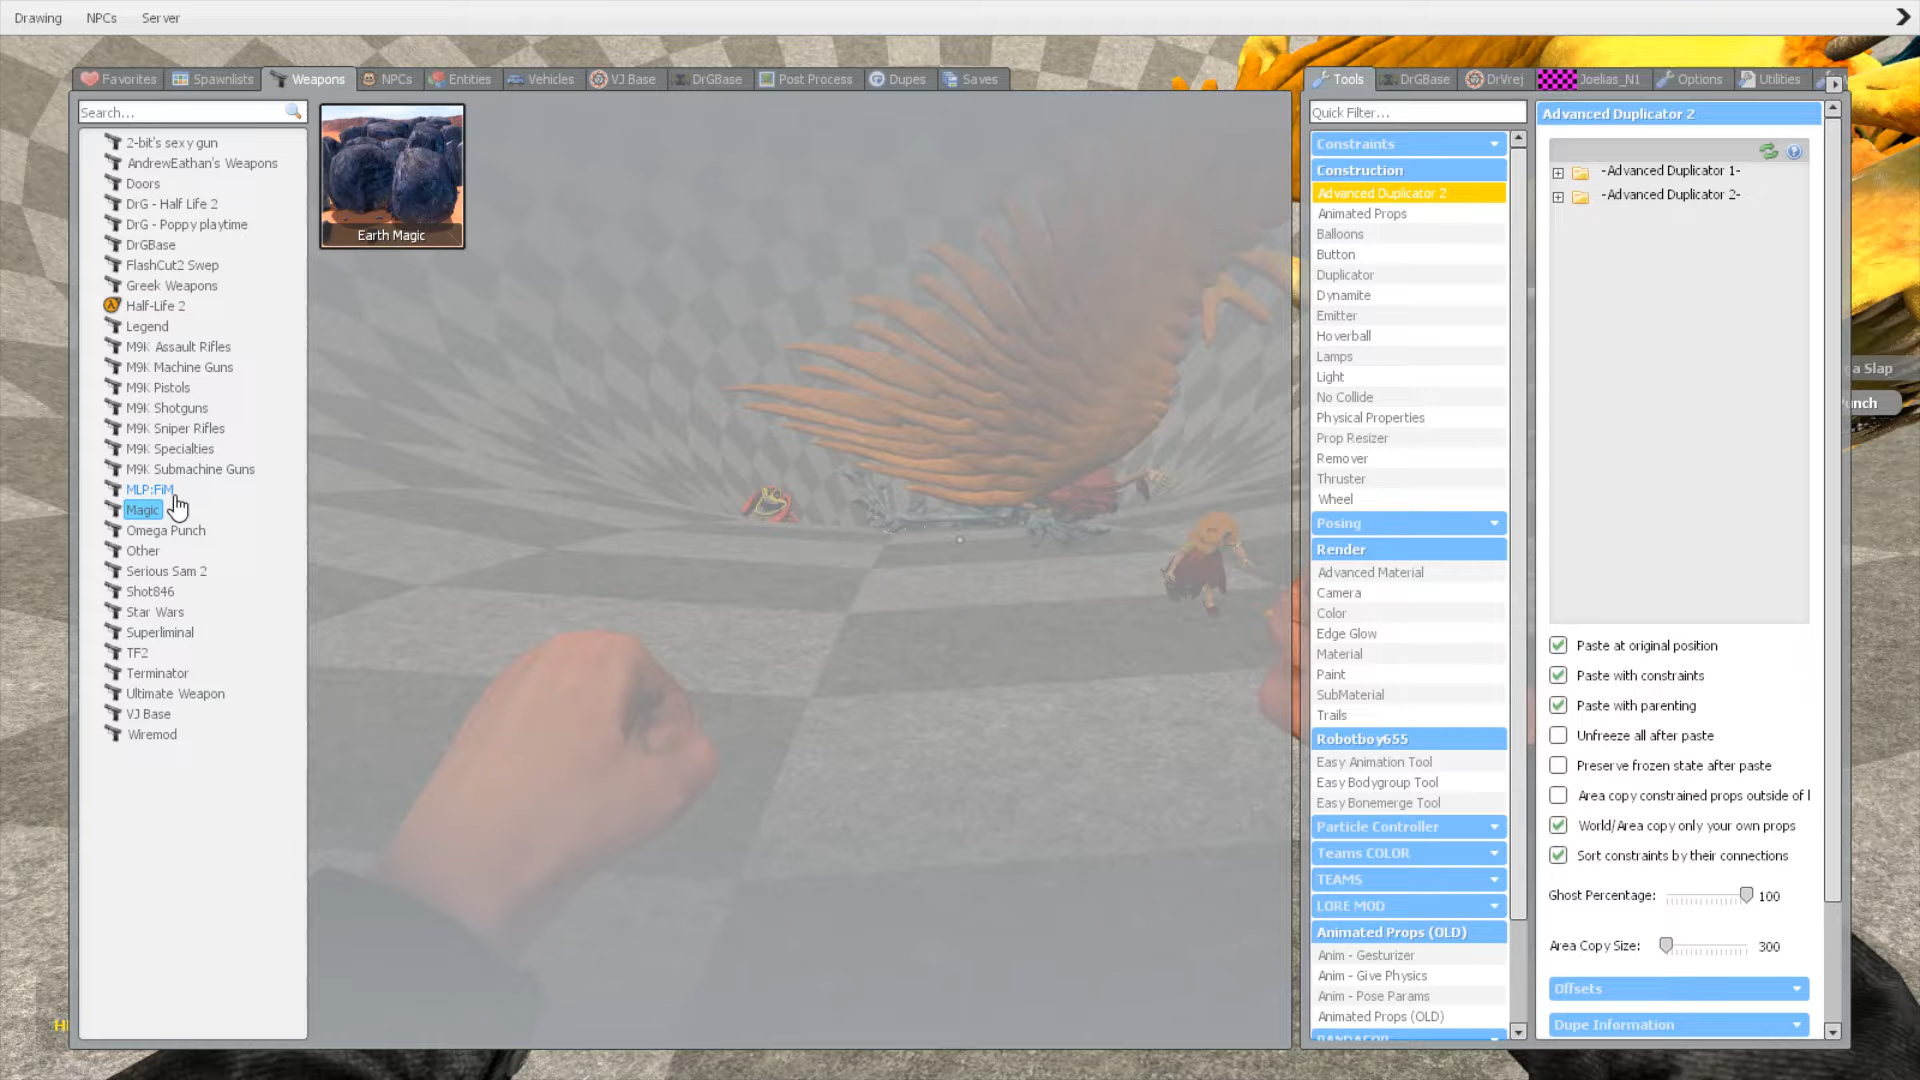 Drawing NPCs Server
Favorites Spawnlists Weapons NPCs Entities Vehicles VJ Base DrGBase Post Process Dupes Saves
Search...
2-bit's sexy gun
AndrewEathan's Weapons
Doors
DrG - Half Life 2
DrG - Poppy playtime
DrGBase
FlashCut2 Swep
Greek Weapons
Half-Life 2
Legend
M9K Assault Rifles
M9K Machine Guns
M9K Pistols
M9K Shotguns
M9K Sniper Rifles
M9K Specialties
M9K Submachine Guns
MLP:FiM
Magic
Omega Punch
Other
Serious Sam 2
Shot846
Star Wars
Superliminal
TF2
Terminator
Ultimate Weapon
VJ Base
Wiremod
Earth Magic
Tools DrGBase DrVrej Joelias_N1 Options Utilities
Quick Filter...
Constraints
Construction
Advanced Duplicator 2
Animated Props
Balloons
Button
Duplicator
Dynamite
Emitter
Hoverball
Lamps
Light
No Collide
Physical Properties
Prop Resizer
Remover
Thruster
Wheel
Posing
Render
Advanced Material
Camera
Color
Edge Glow
Material
Paint
SubMaterial
Trails
Robotboy655
Easy Animation Tool
Easy Bodygroup Tool
Easy Bonemerge Tool
Particle Controller
Teams COLOR
TEAMS
LORE MOD
Animated Props (OLD)
Anim - Gesturizer
Anim - Give Physics
Anim - Pose Params
Animated Props (OLD)
Advanced Duplicator 2
-Advanced Duplicator 1-
-Advanced Duplicator 2-
Paste at original position
Paste with constraints
Paste with parenting
Unfreeze all after paste
Preserve frozen state after paste
Area copy constrained props outside of
World/Area copy only your own props
Sort constraints by their connections
Ghost Percentage: 100
Area Copy Size: 300
Offsets
Dupe Information
a Slap
unch